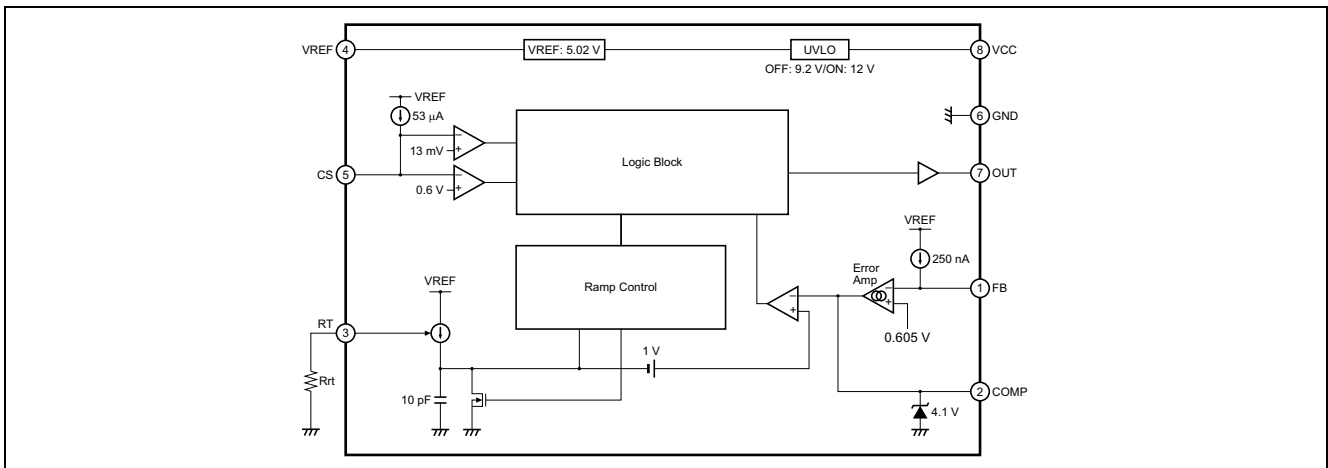 VREF 4 VREF: 5.02 V UVLO 8 VCC
OFF: 9.2 V/ON: 12 V
VREF
53 μA
6 GND
− +
13 mV
Logic Block
CS 5
7 OUT
− +
0.6 V
VREF
250 nA
Error
Amp
VREF
Ramp Control
− +
− +
1 FB
RT
3
0.605 V
1 V
Rrt
10 pF
2 COMP
4.1 V